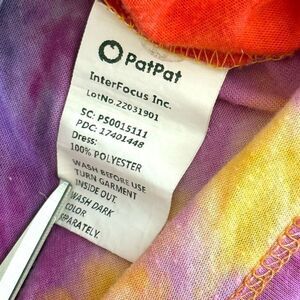 PatPat
InterFocus Inc.
LotNo.22031901
SC: PS0015111
PDC: 17401448
Dress:
100% POLYESTER
WASH BEFORE USE
TURN GARMENT
INSIDE OUT.
WASH DARK
COLOR
SPARATELY.